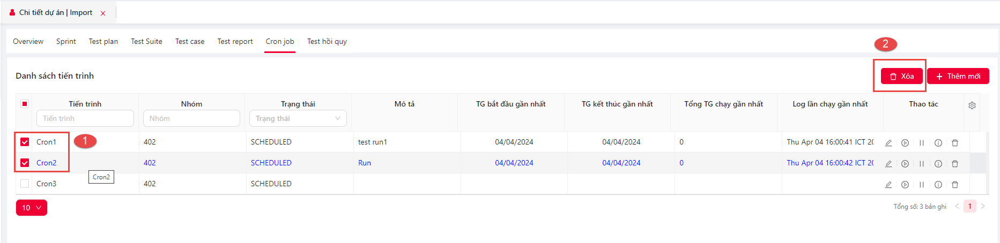 Chi tiết dự án | Import
Overview Sprint Test plan Test Suite Test case Test report Cron job Test hồi quy
2
Danh sách tiến trình Xóa Thêm mới
Tiến trình Nhóm Trạng thái Mô tả TG bắt đầu gần nhất TG kết thúc gần nhất Tổng TG chạy gần nhất Log lần chạy gần nhất Thao tác
Tiến trình Nhóm Trạng thái
1
Cron1 402 SCHEDULED test run1 04/04/2024 04/04/2024 0 Thu Apr 04 16:00:41 ICT 20
Cron2 402 SCHEDULED Run 04/04/2024 04/04/2024 0 Thu Apr 04 16:00:42 ICT 20
Cron2
Cron3 402 SCHEDULED
10 Tổng số: 3 bản ghi 1